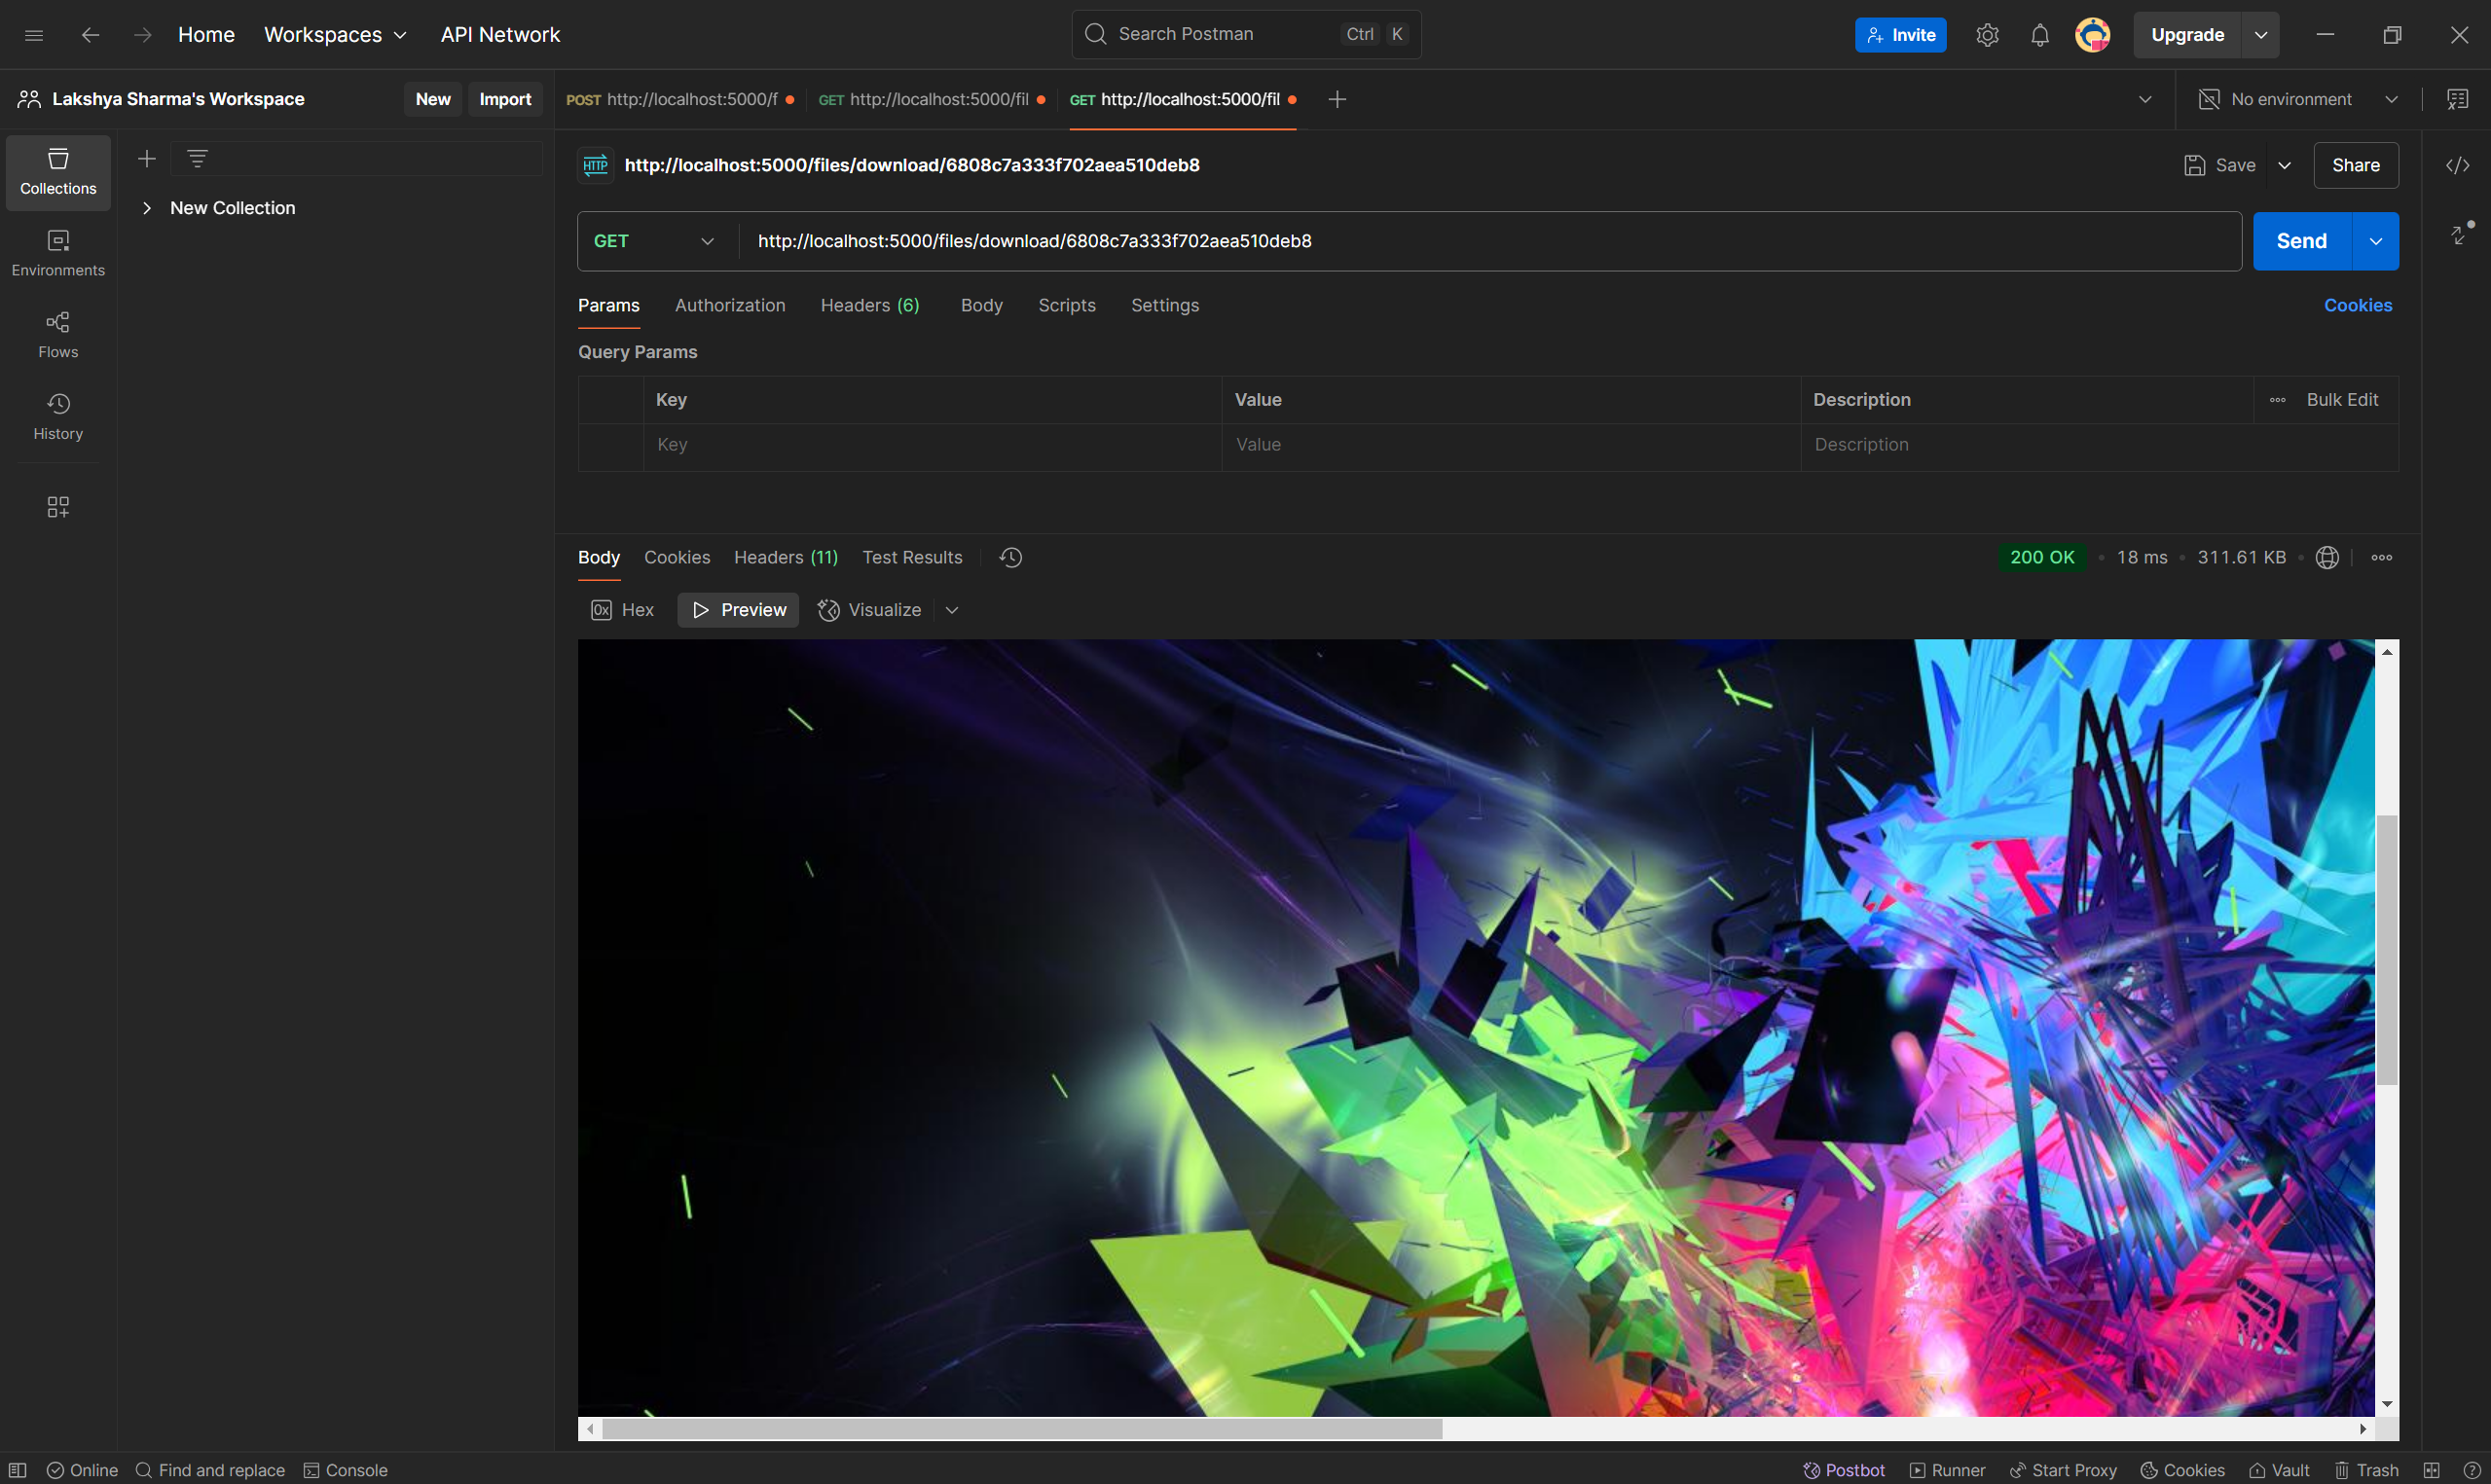 Home Workspaces API Network Search Postman Ctrl K Invite Upgrade
Lakshya Sharma's Workspace New Import POST http://localhost:5000/f GET http://localhost:5000/fil GET http://localhost:5000/fil No environment
Collections
Environments
Flows
History
New Collection
HTTP http://localhost:5000/files/download/6808c7a333f702aea510deb8 Save Share
GET http://localhost:5000/files/download/6808c7a333f702aea510deb8 Send
Params Authorization Headers (6) Body Scripts Settings Cookies
Query Params
Key Value Description Bulk Edit
Key Value Description
Body Cookies Headers (11) Test Results 200 OK • 18 ms • 311.61 KB •
0x Hex Preview Visualize
Online Find and replace Console Postbot Runner Start Proxy Cookies Vault Trash